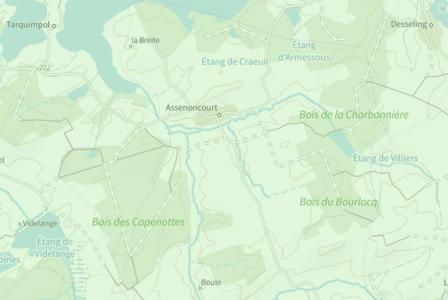 Tarquimpol
Desseling
la Breite
Étang
d'Armessous
Étang de Craeuil
222
Assenoncourt
Bois de la Charbonnière
Étang de Villiers
Bois du Bourlocq
Videlange
Bois des Capenottes
Étang de
Videlange
Boule